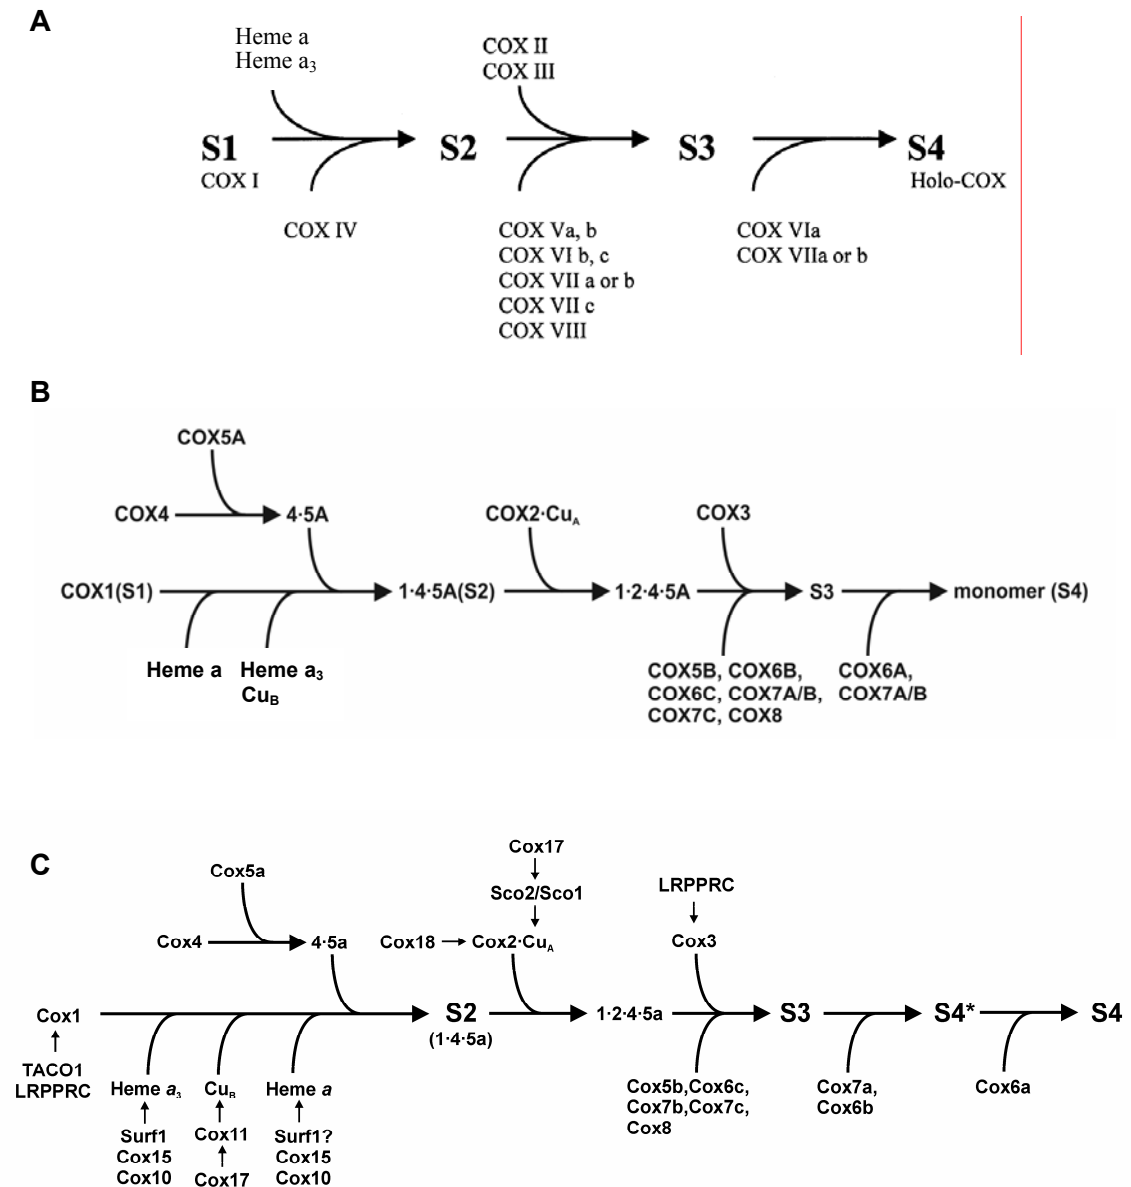 A
Heme a
Heme a3
COX II
COX III
S1
COX I
S2
S3
S4
Holo-COX
COX IV
COX Va, b
COX VI b, c
COX VII a or b
COX VII c
COX VIII
COX VIa
COX VIIa or b
B
COX5A
COX4
4·5A
COX2·CuA
COX3
COX1(S1)
1·4·5A(S2)
1·2·4·5A
S3
monomer (S4)
Heme a
Heme a3
CuB
COX5B, COX6B,
COX6C, COX7A/B,
COX7C, COX8
COX6A,
COX7A/B
C
Cox17
Sco2/Sco1
Cox5a
LRPPRC
Cox4
4·5a
Cox18
Cox2·CuA
Cox3
Cox1
S2
(1·4·5a)
1·2·4·5a
S3
S4*
S4
TACO1
LRPPRC
Heme a3
CuB
Heme a
Surf1
Cox15
Cox10
Cox11
Cox17
Surf1?
Cox15
Cox10
Cox5b,Cox6c,
Cox7b,Cox7c,
Cox8
Cox7a,
Cox6b
Cox6a